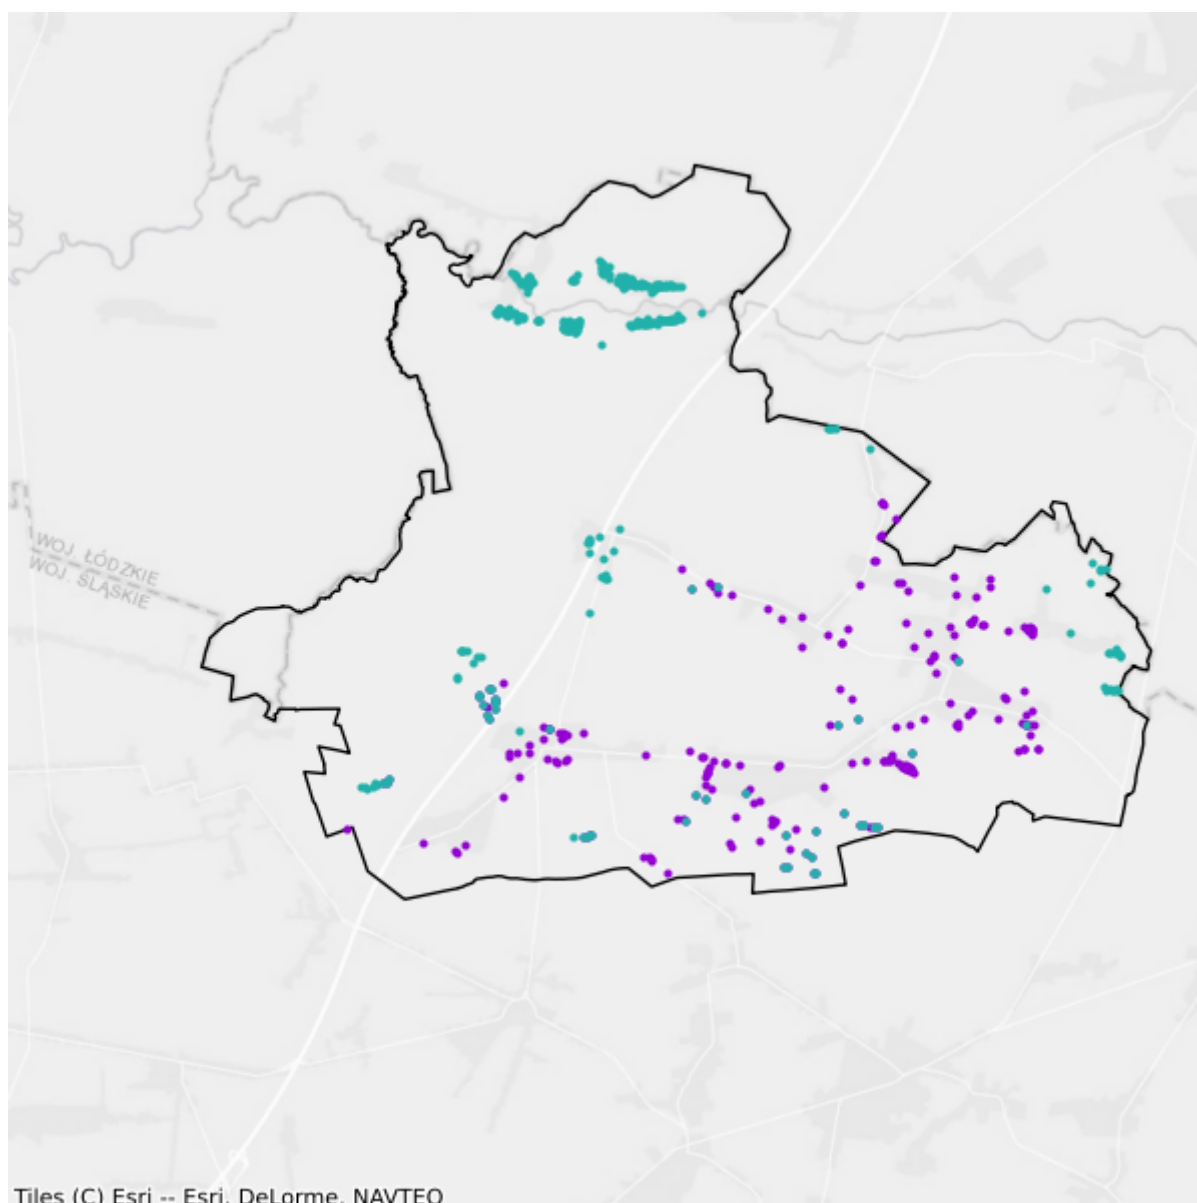 WOJ. ŁÓDZKIE
WOJ. ŚLĄSKIE
Tiles (C) Esri -- Esri, DeLorme, NAVTEQ